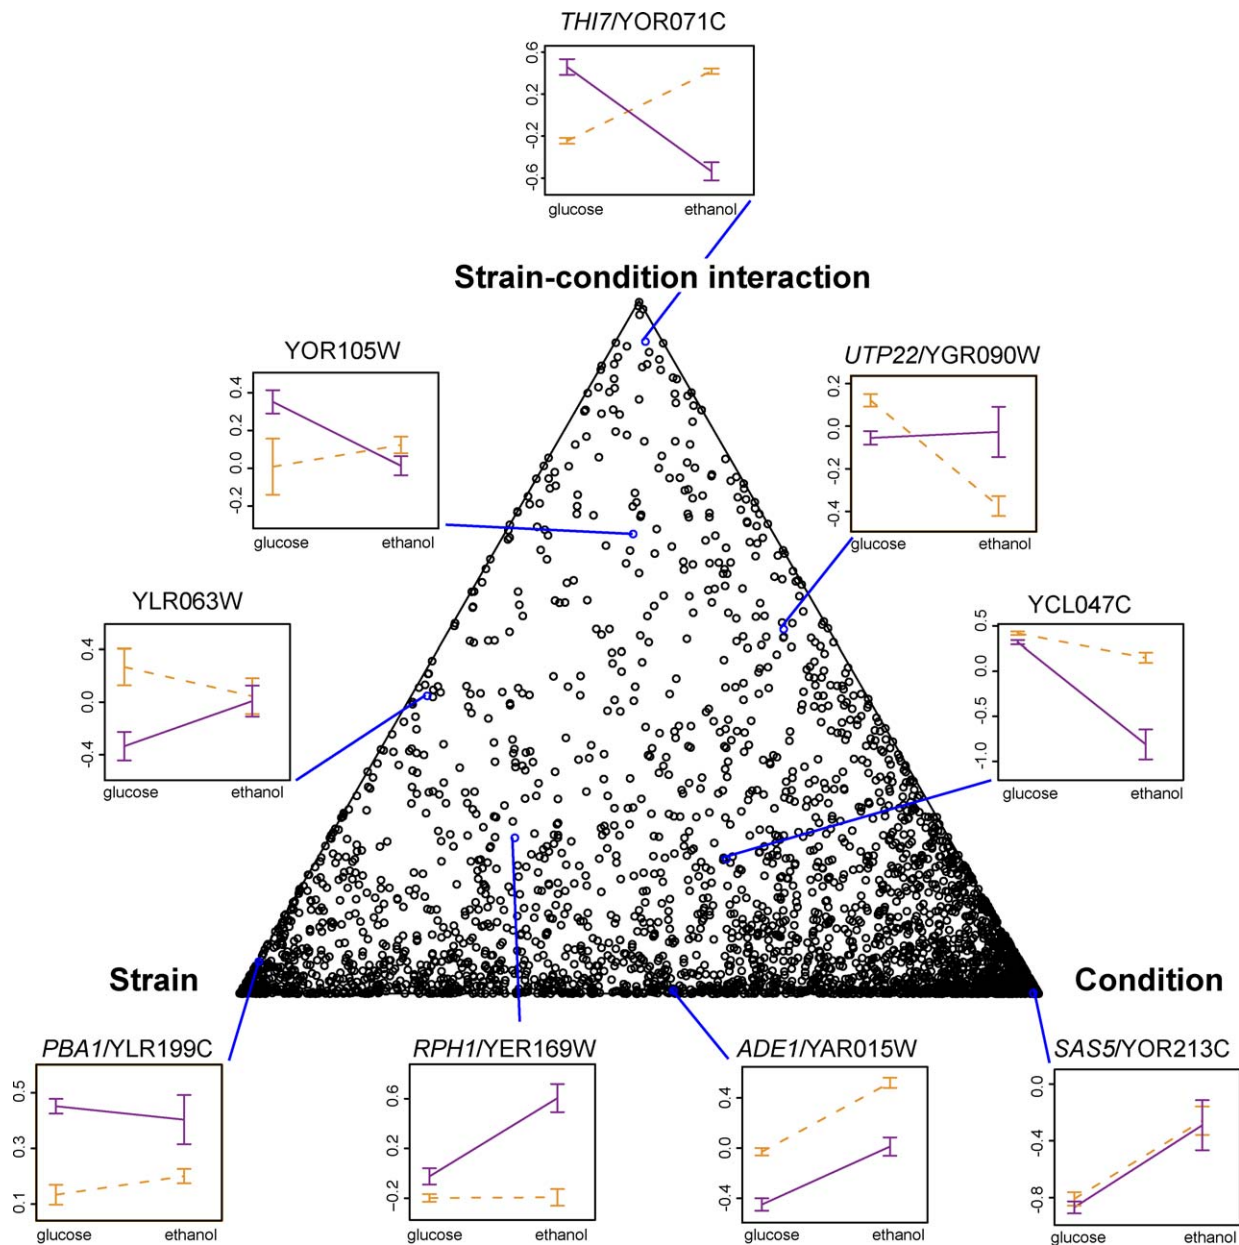 THI7/YOR071C
0.6
0.2
-0.2
-0.6
glucose ethanol
Strain-condition interaction
YOR105W
0.4
0.2
0.0
-0.2
glucose ethanol
UTP22/YGR090W
0.2
0.0
-0.2
-0.4
glucose ethanol
YLR063W
0.4
0.0
-0.4
glucose ethanol
YCL047C
0.5
0.0
-0.5
-1.0
glucose ethanol
Strain
Condition
PBA1/YLR199C
0.5
0.3
0.1
glucose ethanol
RPH1/YER169W
0.6
0.2
-0.2
glucose ethanol
ADE1/YAR015W
0.4
0.0
-0.4
glucose ethanol
SAS5/YOR213C
0.0
-0.4
-0.8
glucose ethanol